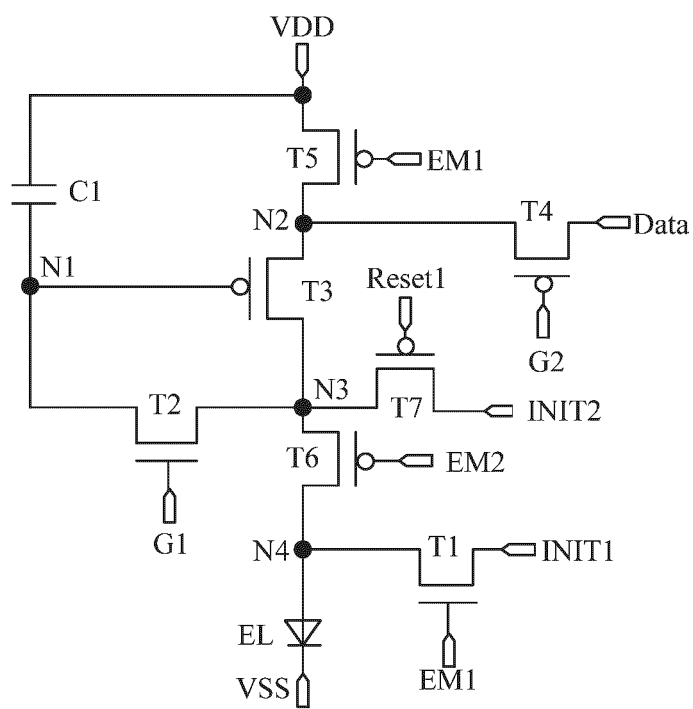 VDD
T5
EM1
C1
N2
T4
Data
N1
T3
Reset1
G2
N3
T2
T7
INIT2
T6
EM2
G1
N4
T1
INIT1
EL
EM1
VSS